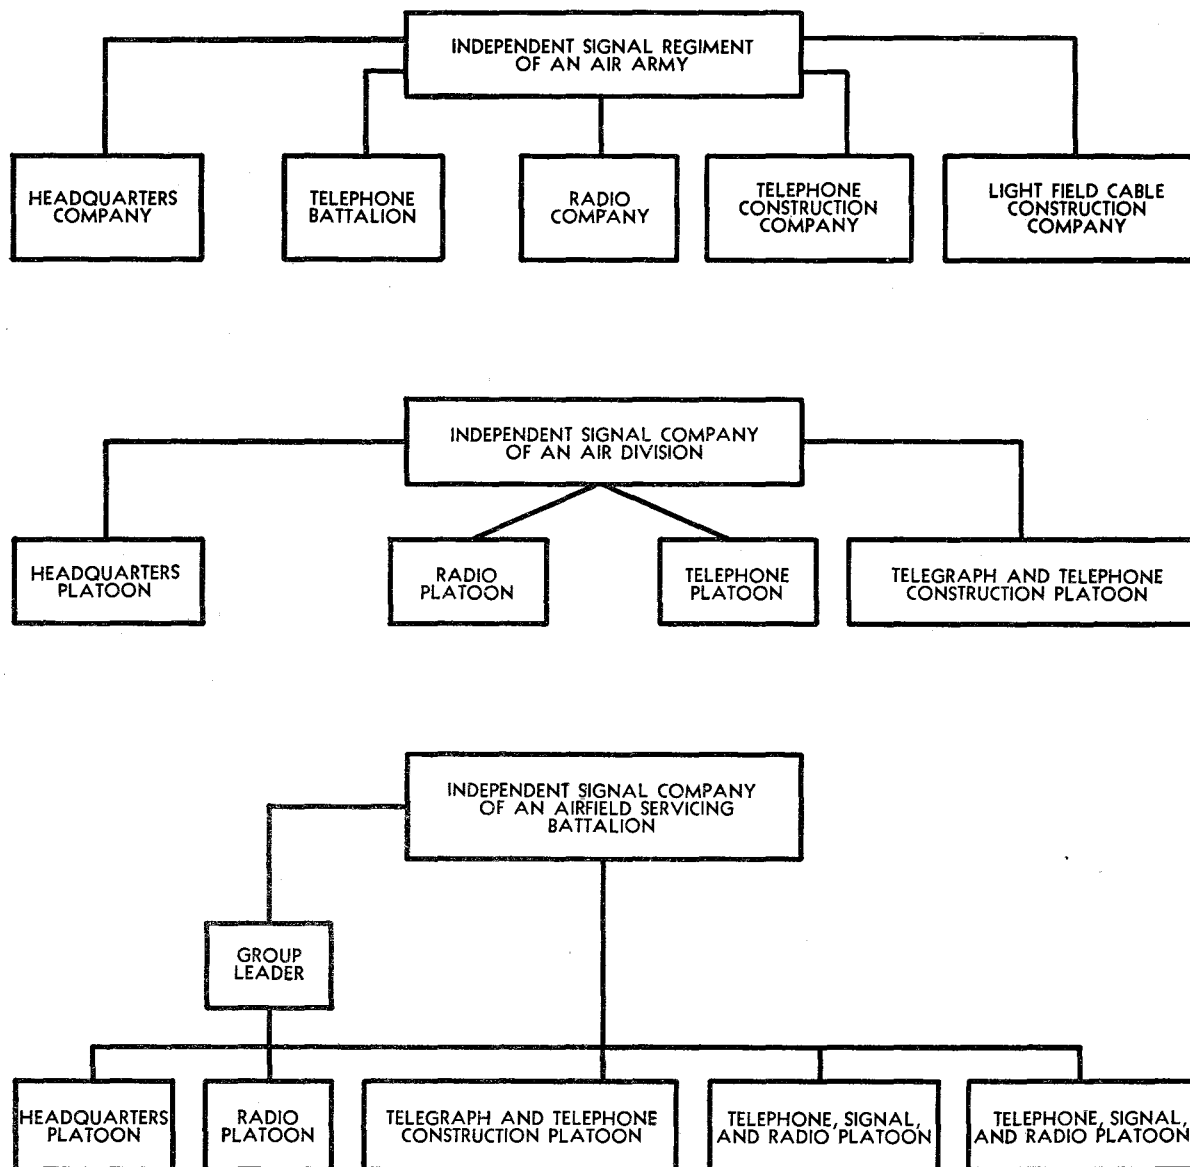 INDEPENDENT SIGNAL REGIMENT
OF AN AIR ARMY
HEADQUARTERS
COMPANY
TELEPHONE
BATTALION
RADIO
COMPANY
TELEPHONE
CONSTRUCTION
COMPANY
LIGHT FIELD CABLE
CONSTRUCTION
COMPANY
INDEPENDENT SIGNAL COMPANY
OF AN AIR DIVISION
HEADQUARTERS
PLATOON
RADIO
PLATOON
TELEPHONE
PLATOON
TELEGRAPH AND TELEPHONE
CONSTRUCTION PLATOON
INDEPENDENT SIGNAL COMPANY
OF AN AIRFIELD SERVICING
BATTALION
GROUP
LEADER
HEADQUARTERS
PLATOON
RADIO
PLATOON
TELEGRAPH AND TELEPHONE
CONSTRUCTION PLATOON
TELEPHONE, SIGNAL,
AND RADIO PLATOON
TELEPHONE, SIGNAL,
AND RADIO PLATOON